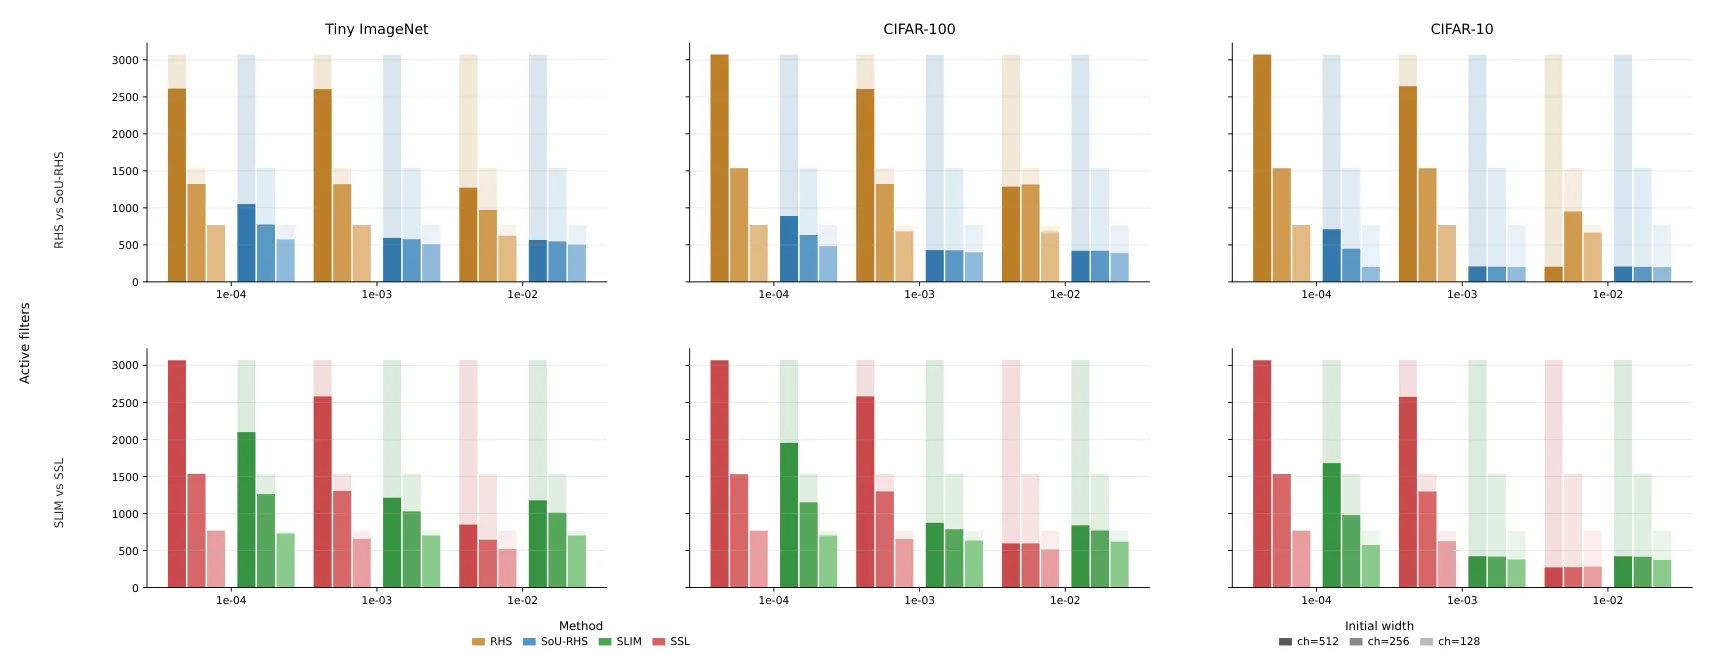 Tiny ImageNet
CIFAR-100
CIFAR-10
RHS vs SoU-RHS
3000
2500
2000
1500
1000
500
0
1e-04
1e-03
1e-02
1e-04
1e-03
1e-02
1e-04
1e-03
1e-02
Active filters
SLIM vs SSL
3000
2500
2000
1500
1000
500
0
1e-04
1e-03
1e-02
1e-04
1e-03
1e-02
1e-04
1e-03
1e-02
Method
RHS SoU-RHS SLIM SSL
Initial width
ch=512 ch=256 ch=128